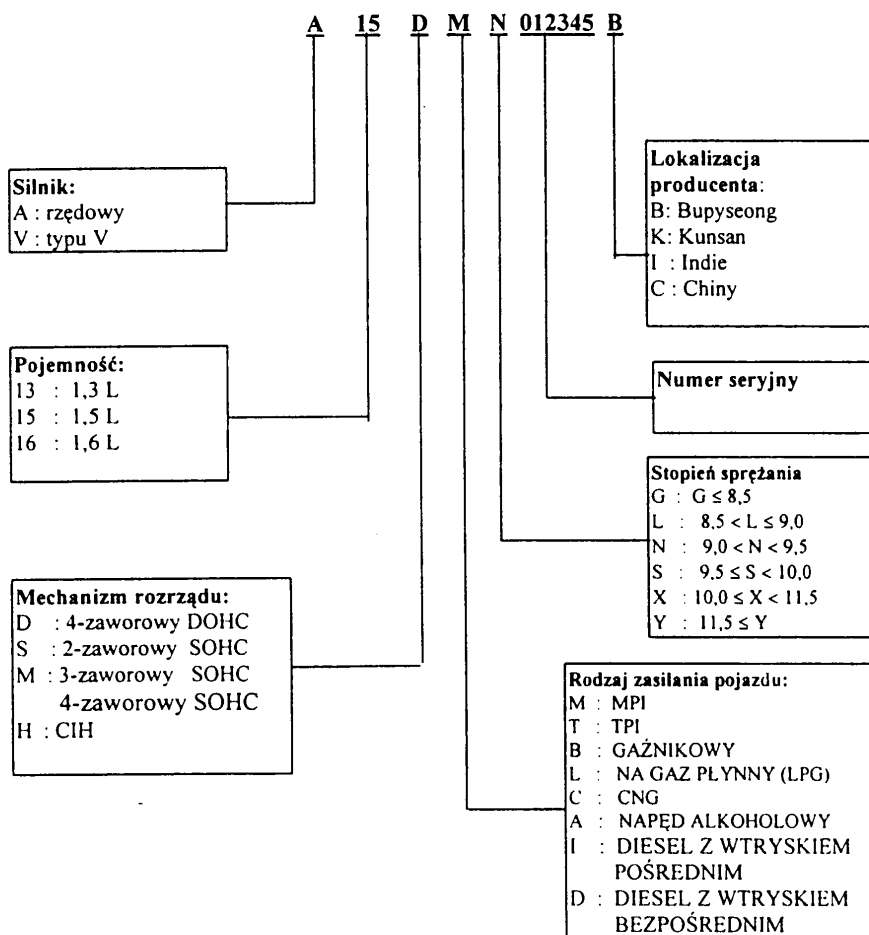 A 15 D M N 012345 B
Silnik:
A : rzędowy
V : typu V
Pojemność:
13 : 1,3 L
15 : 1,5 L
16 : 1,6 L
Mechanizm rozrządu:
D : 4-zaworowy DOHC
S : 2-zaworowy SOHC
M : 3-zaworowy SOHC
4-zaworowy SOHC
H : CIH
Lokalizacja
producenta:
B: Bupyseong
K: Kunsan
I : Indie
C : Chiny
Numer seryjny
Stopień sprężania
G : G ≤ 8,5
L : 8,5 < L ≤ 9,0
N : 9,0 < N < 9,5
S : 9,5 ≤ S < 10,0
X : 10,0 ≤ X < 11,5
Y : 11,5 ≤ Y
Rodzaj zasilania pojazdu:
M : MPI
T : TPI
B : GAŹNIKOWY
L : NA GAZ PŁYNNY (LPG)
C : CNG
A : NAPĘD ALKOHOLOWY
I : DIESEL Z WTRYSKIEM
POŚREDNIM
D : DIESEL Z WTRYSKIEM
BEZPOŚREDNIM